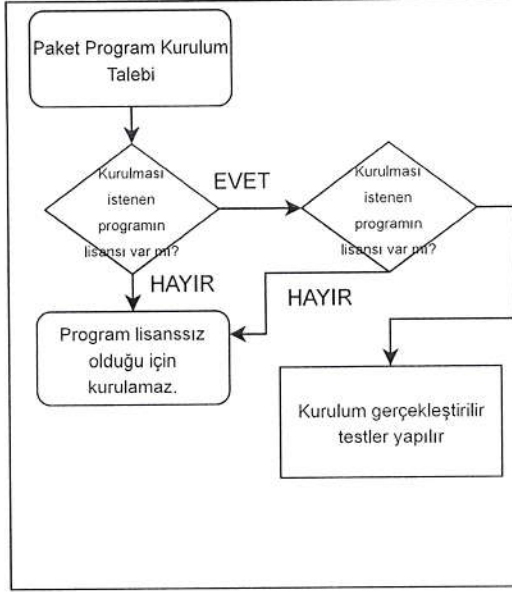 Paket Program Kurulum
Talebi
Kurulması
istenen
programın
lisansı var mı?
EVET
Kurulması
istenen
programın
lisansı var mı?
HAYIR
HAYIR
Program lisanssız
olduğu için
kurulamaz.
Kurulum gerçekleştirilir
testler yapılır